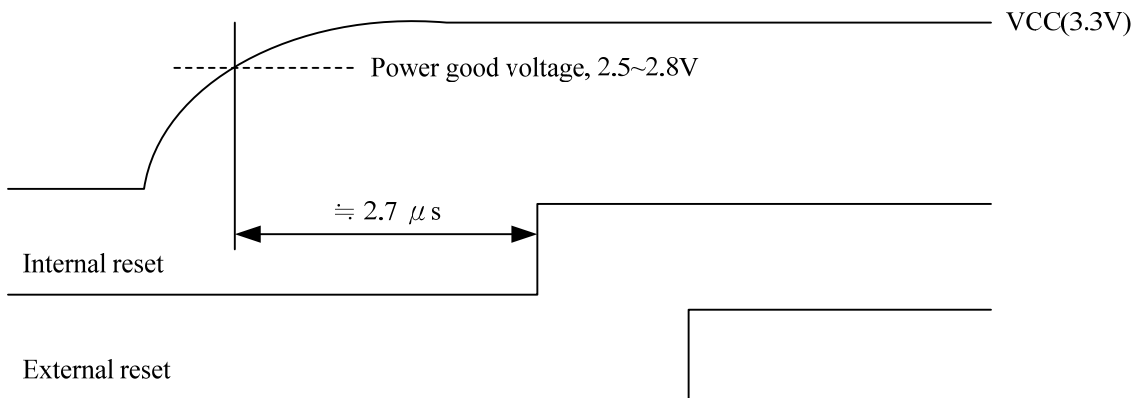 VCC(3.3V)
Power good voltage, 2.5~2.8V
≒ 2.7 μs
Internal reset
External reset